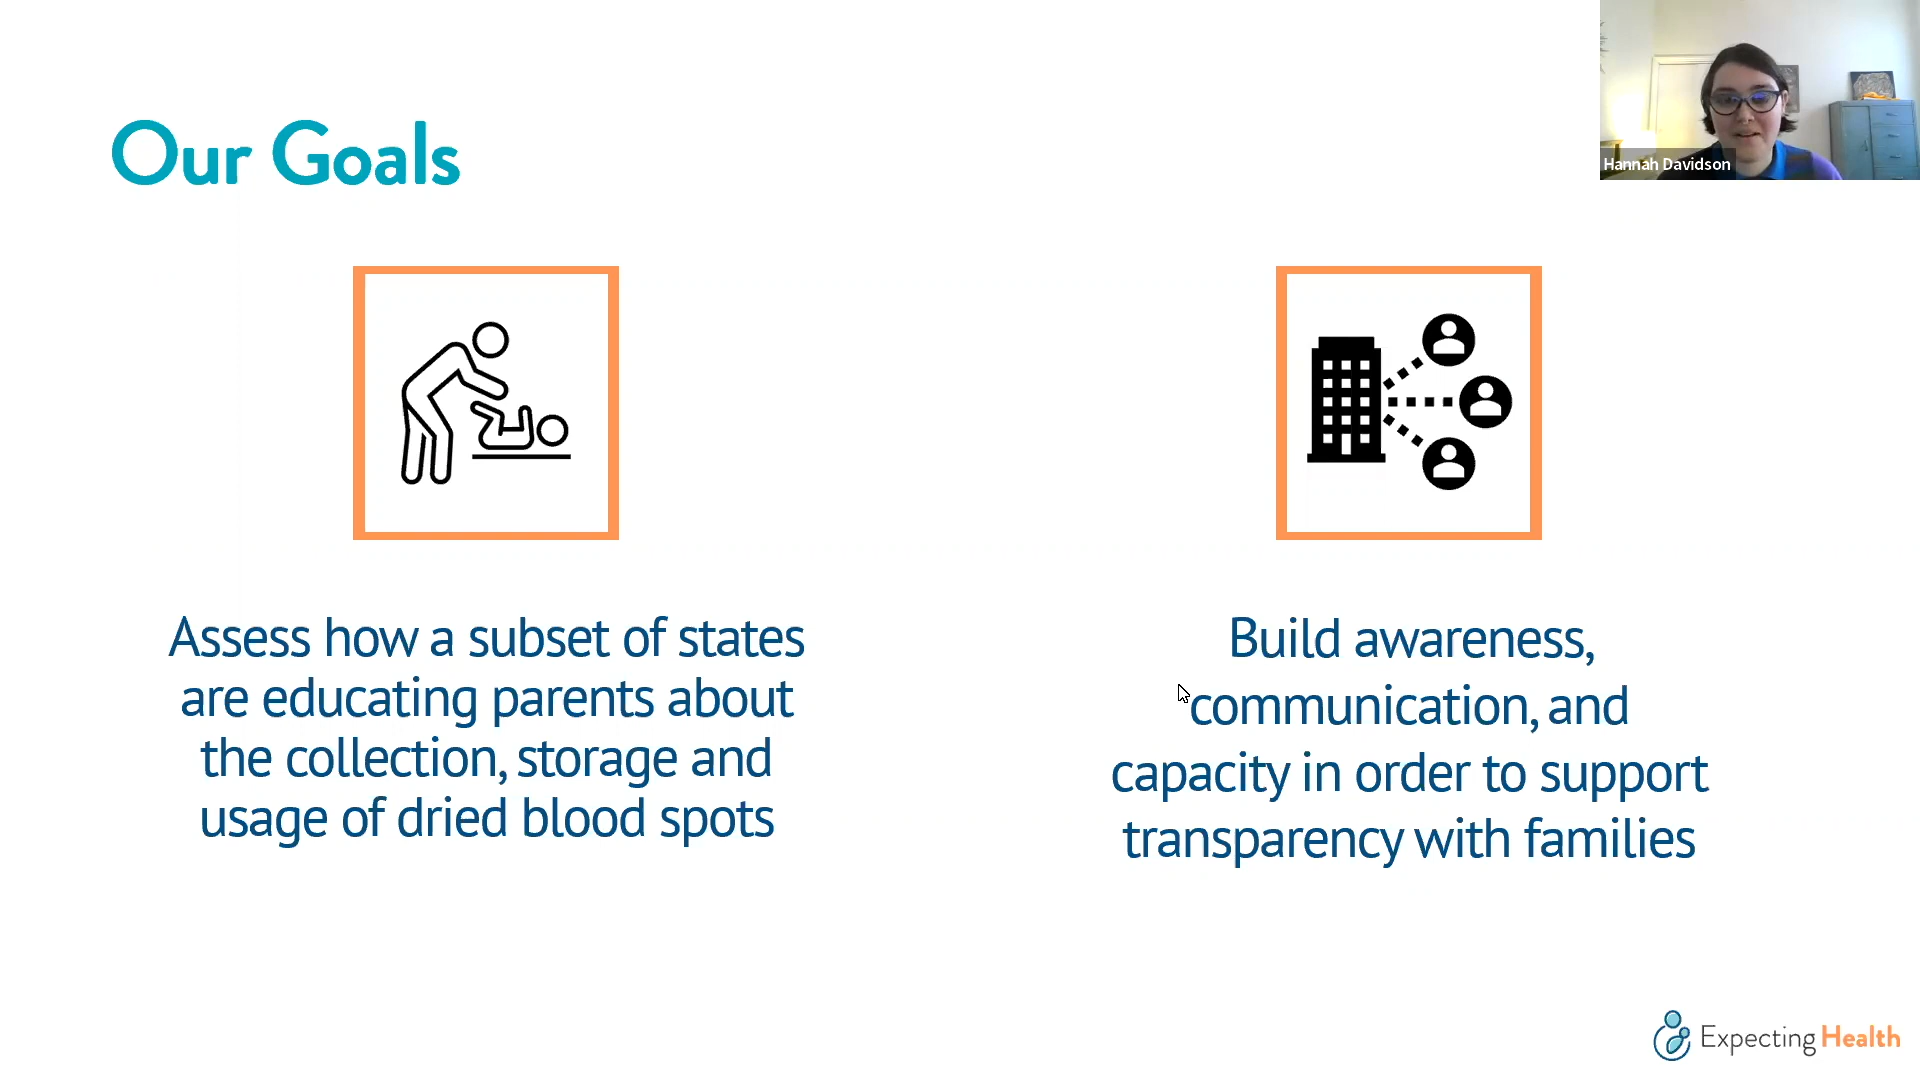 Our Goals
Hannah Davidson
Assess how a subset of states
are educating parents about
the collection, storage and
usage of dried blood spots
Build awareness,
communication, and
capacity in order to support
transparency with families
Expecting Health